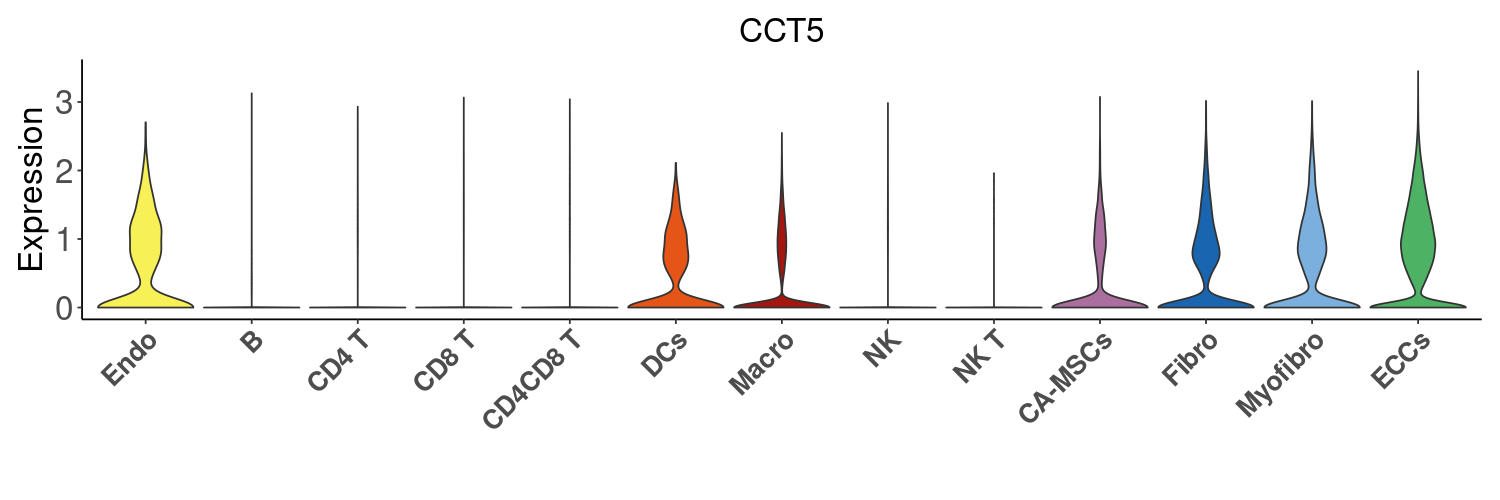 CCT5
Expression
3
2
1
0
Endo
B
CD4 T
CD8 T
CD4CD8 T
DCs
Macro
NK
NK T
CA-MSCs
Fibro
Myofibro
ECCs